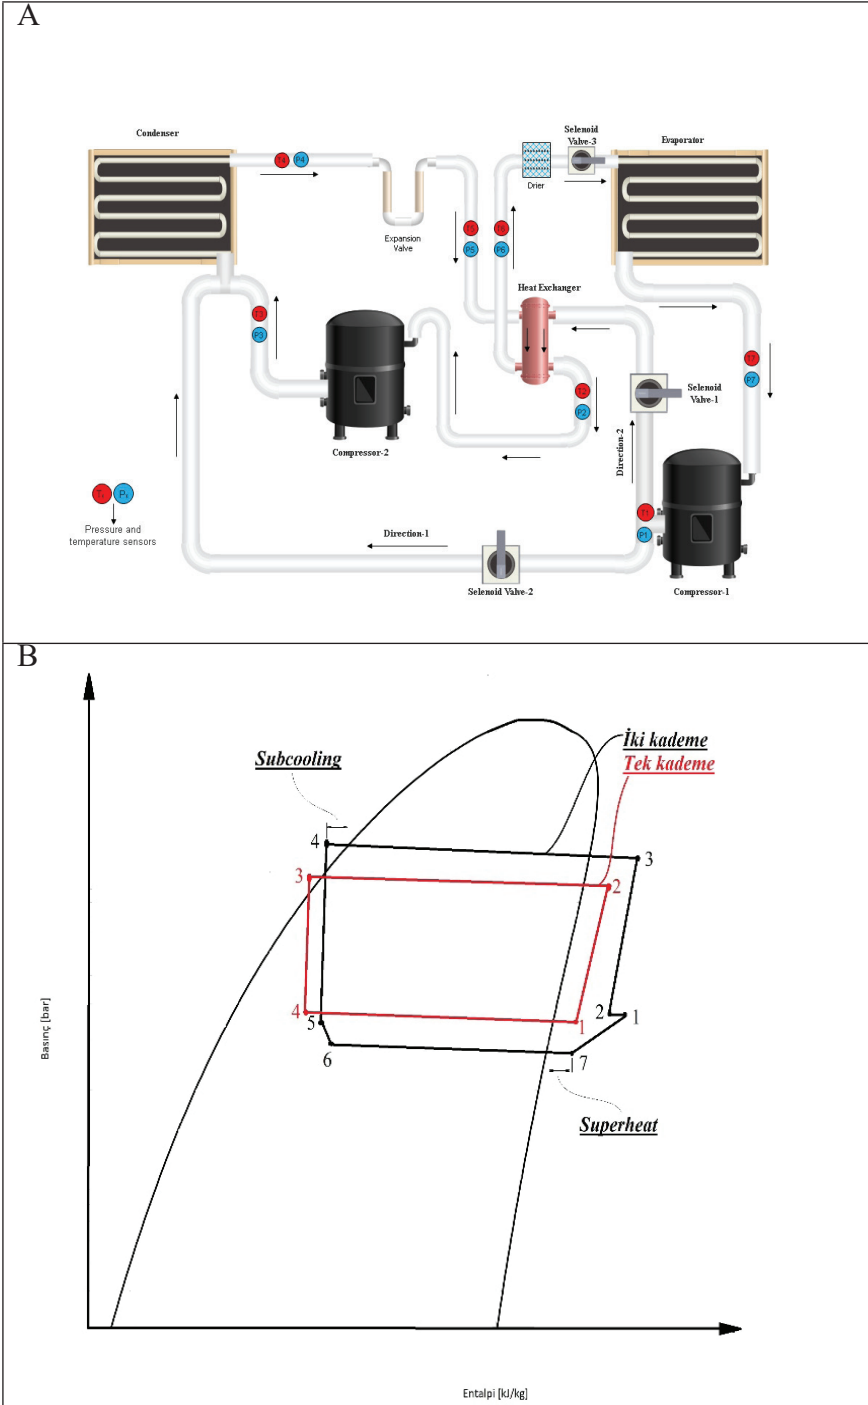 A
Condenser
T4 P4
Expansion
Valve
Drier
Selenoid
Valve-3
Evaporator
T5
P5
T6
P6
Heat Exchanger
T3
P3
T2
P2
T7
P7
Selenoid
Valve-1
Compressor-2
Direction-2
T1
P1
Compressor-1
Direction-1
Selenoid Valve-2
Pressure and
temperature sensors
B
Basınç [bar]
Subcooling
İki kademe
Tek kademe
4
3
3
2
4
5
6
1
2
1
7
Superheat
Entalpi [kJ/kg]